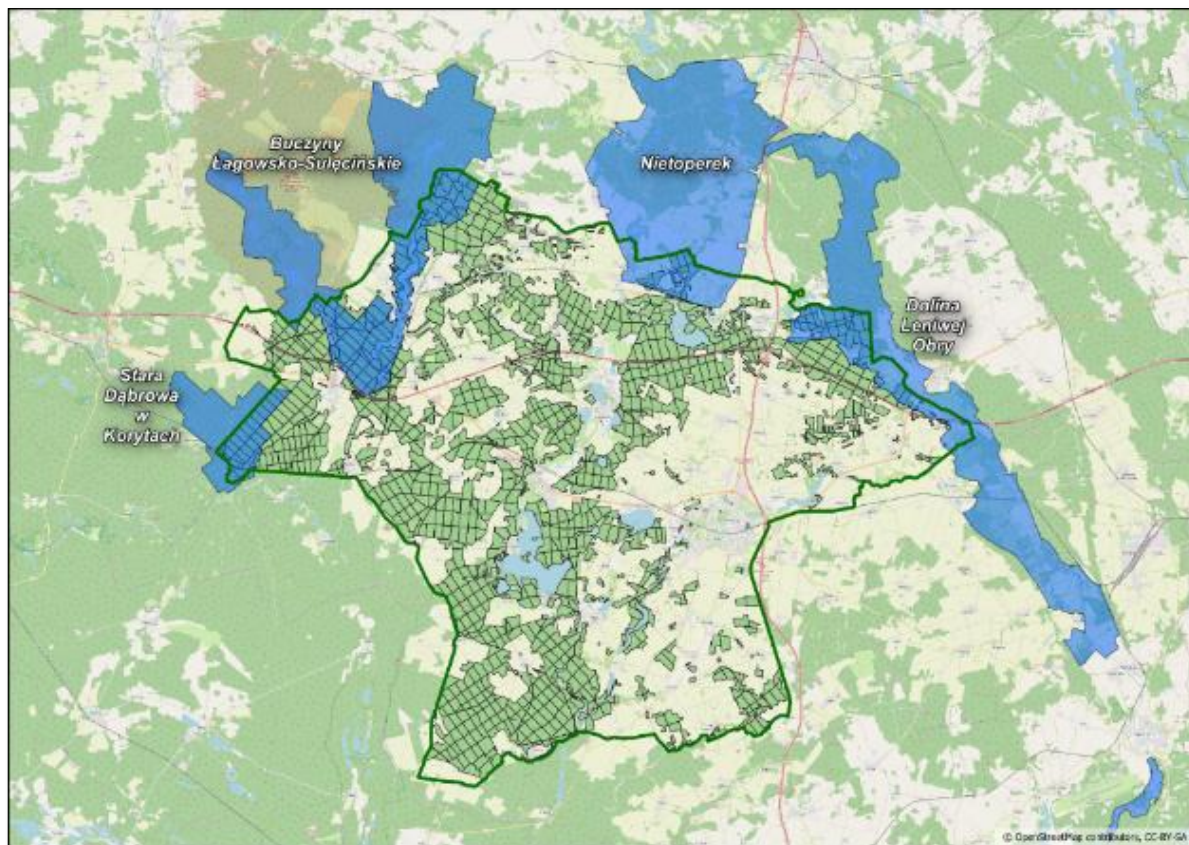 Buczyny
Łagowsko-Sulęcińskie
Nietoperek
Dolina
Leniwej
Obry
Stara
Dąbrowa
w
Korytach
© OpenStreetMap contributors, CC-BY-SA